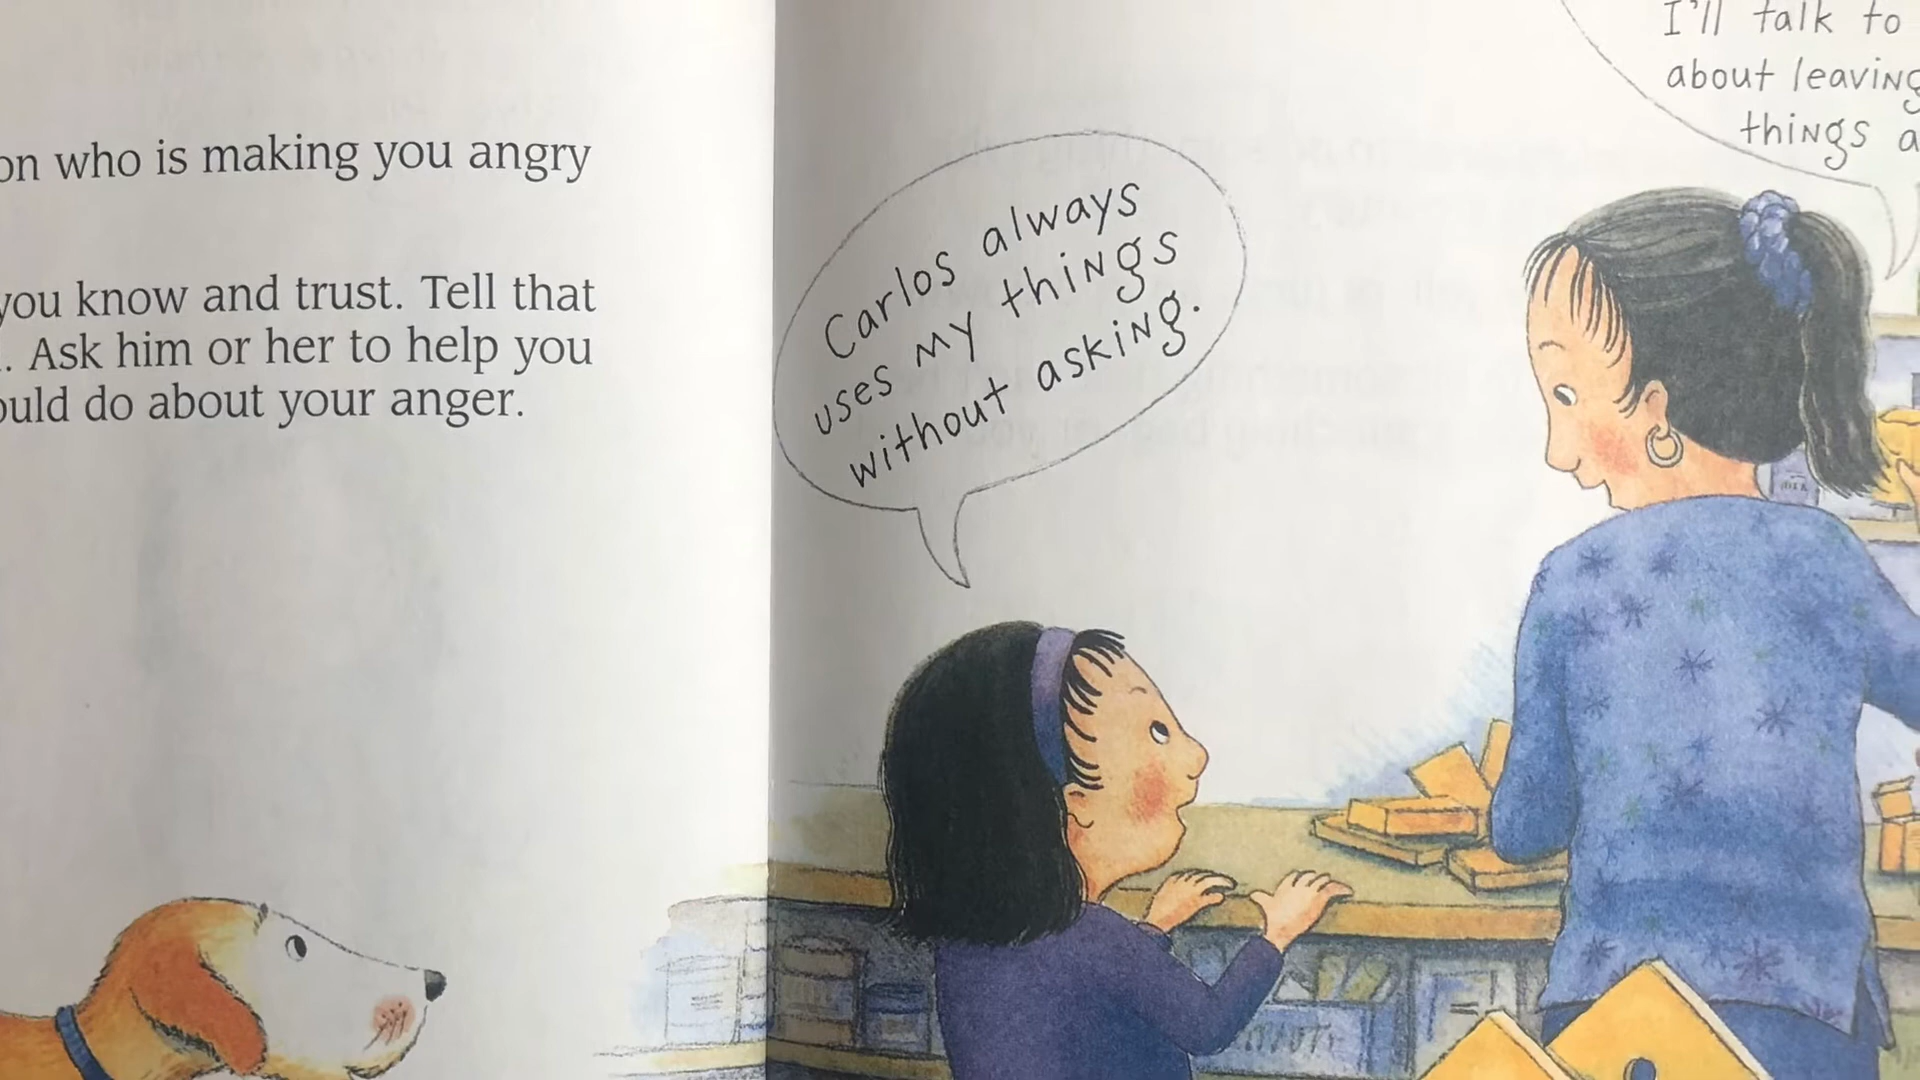 on who is making you angry
you know and trust. Tell that
. Ask him or her to help you
ould do about your anger.
Carlos always
uses my things
without asking.
I'll talk to
about leaving
things a